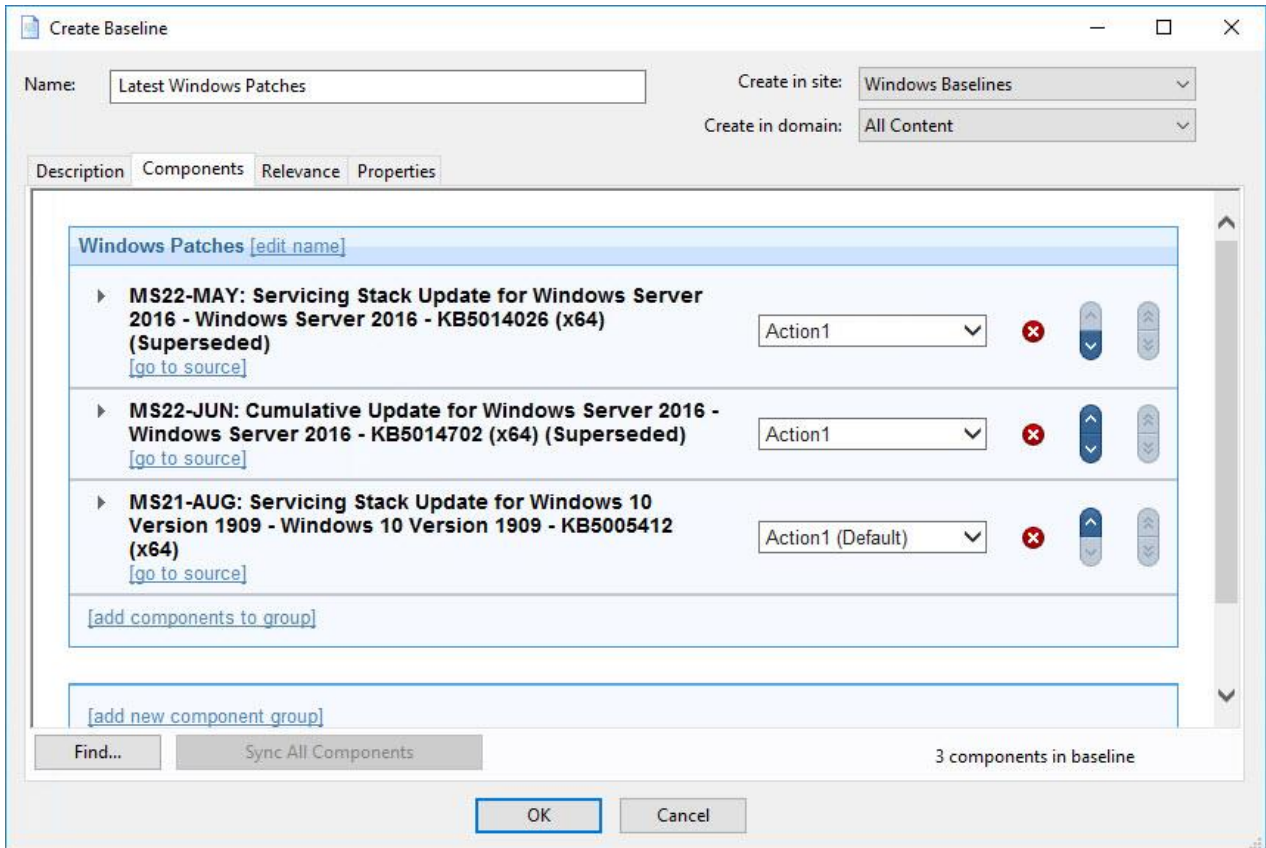 Create Baseline
Name:
Latest Windows Patches
Create in site:
Windows Baselines
Create in domain:
All Content
Description
Components
Relevance
Properties
Windows Patches [edit name]
MS22-MAY: Servicing Stack Update for Windows Server
2016 - Windows Server 2016 - KB5014026 (x64)
(Superseded)
[go to source]
Action1
MS22-JUN: Cumulative Update for Windows Server 2016 -
Windows Server 2016 - KB5014702 (x64) (Superseded)
[go to source]
Action1
MS21-AUG: Servicing Stack Update for Windows 10
Version 1909 - Windows 10 Version 1909 - KB5005412
(x64)
[go to source]
Action1 (Default)
[add components to group]
[add new component group]
Find...
Sync All Components
3 components in baseline
OK
Cancel